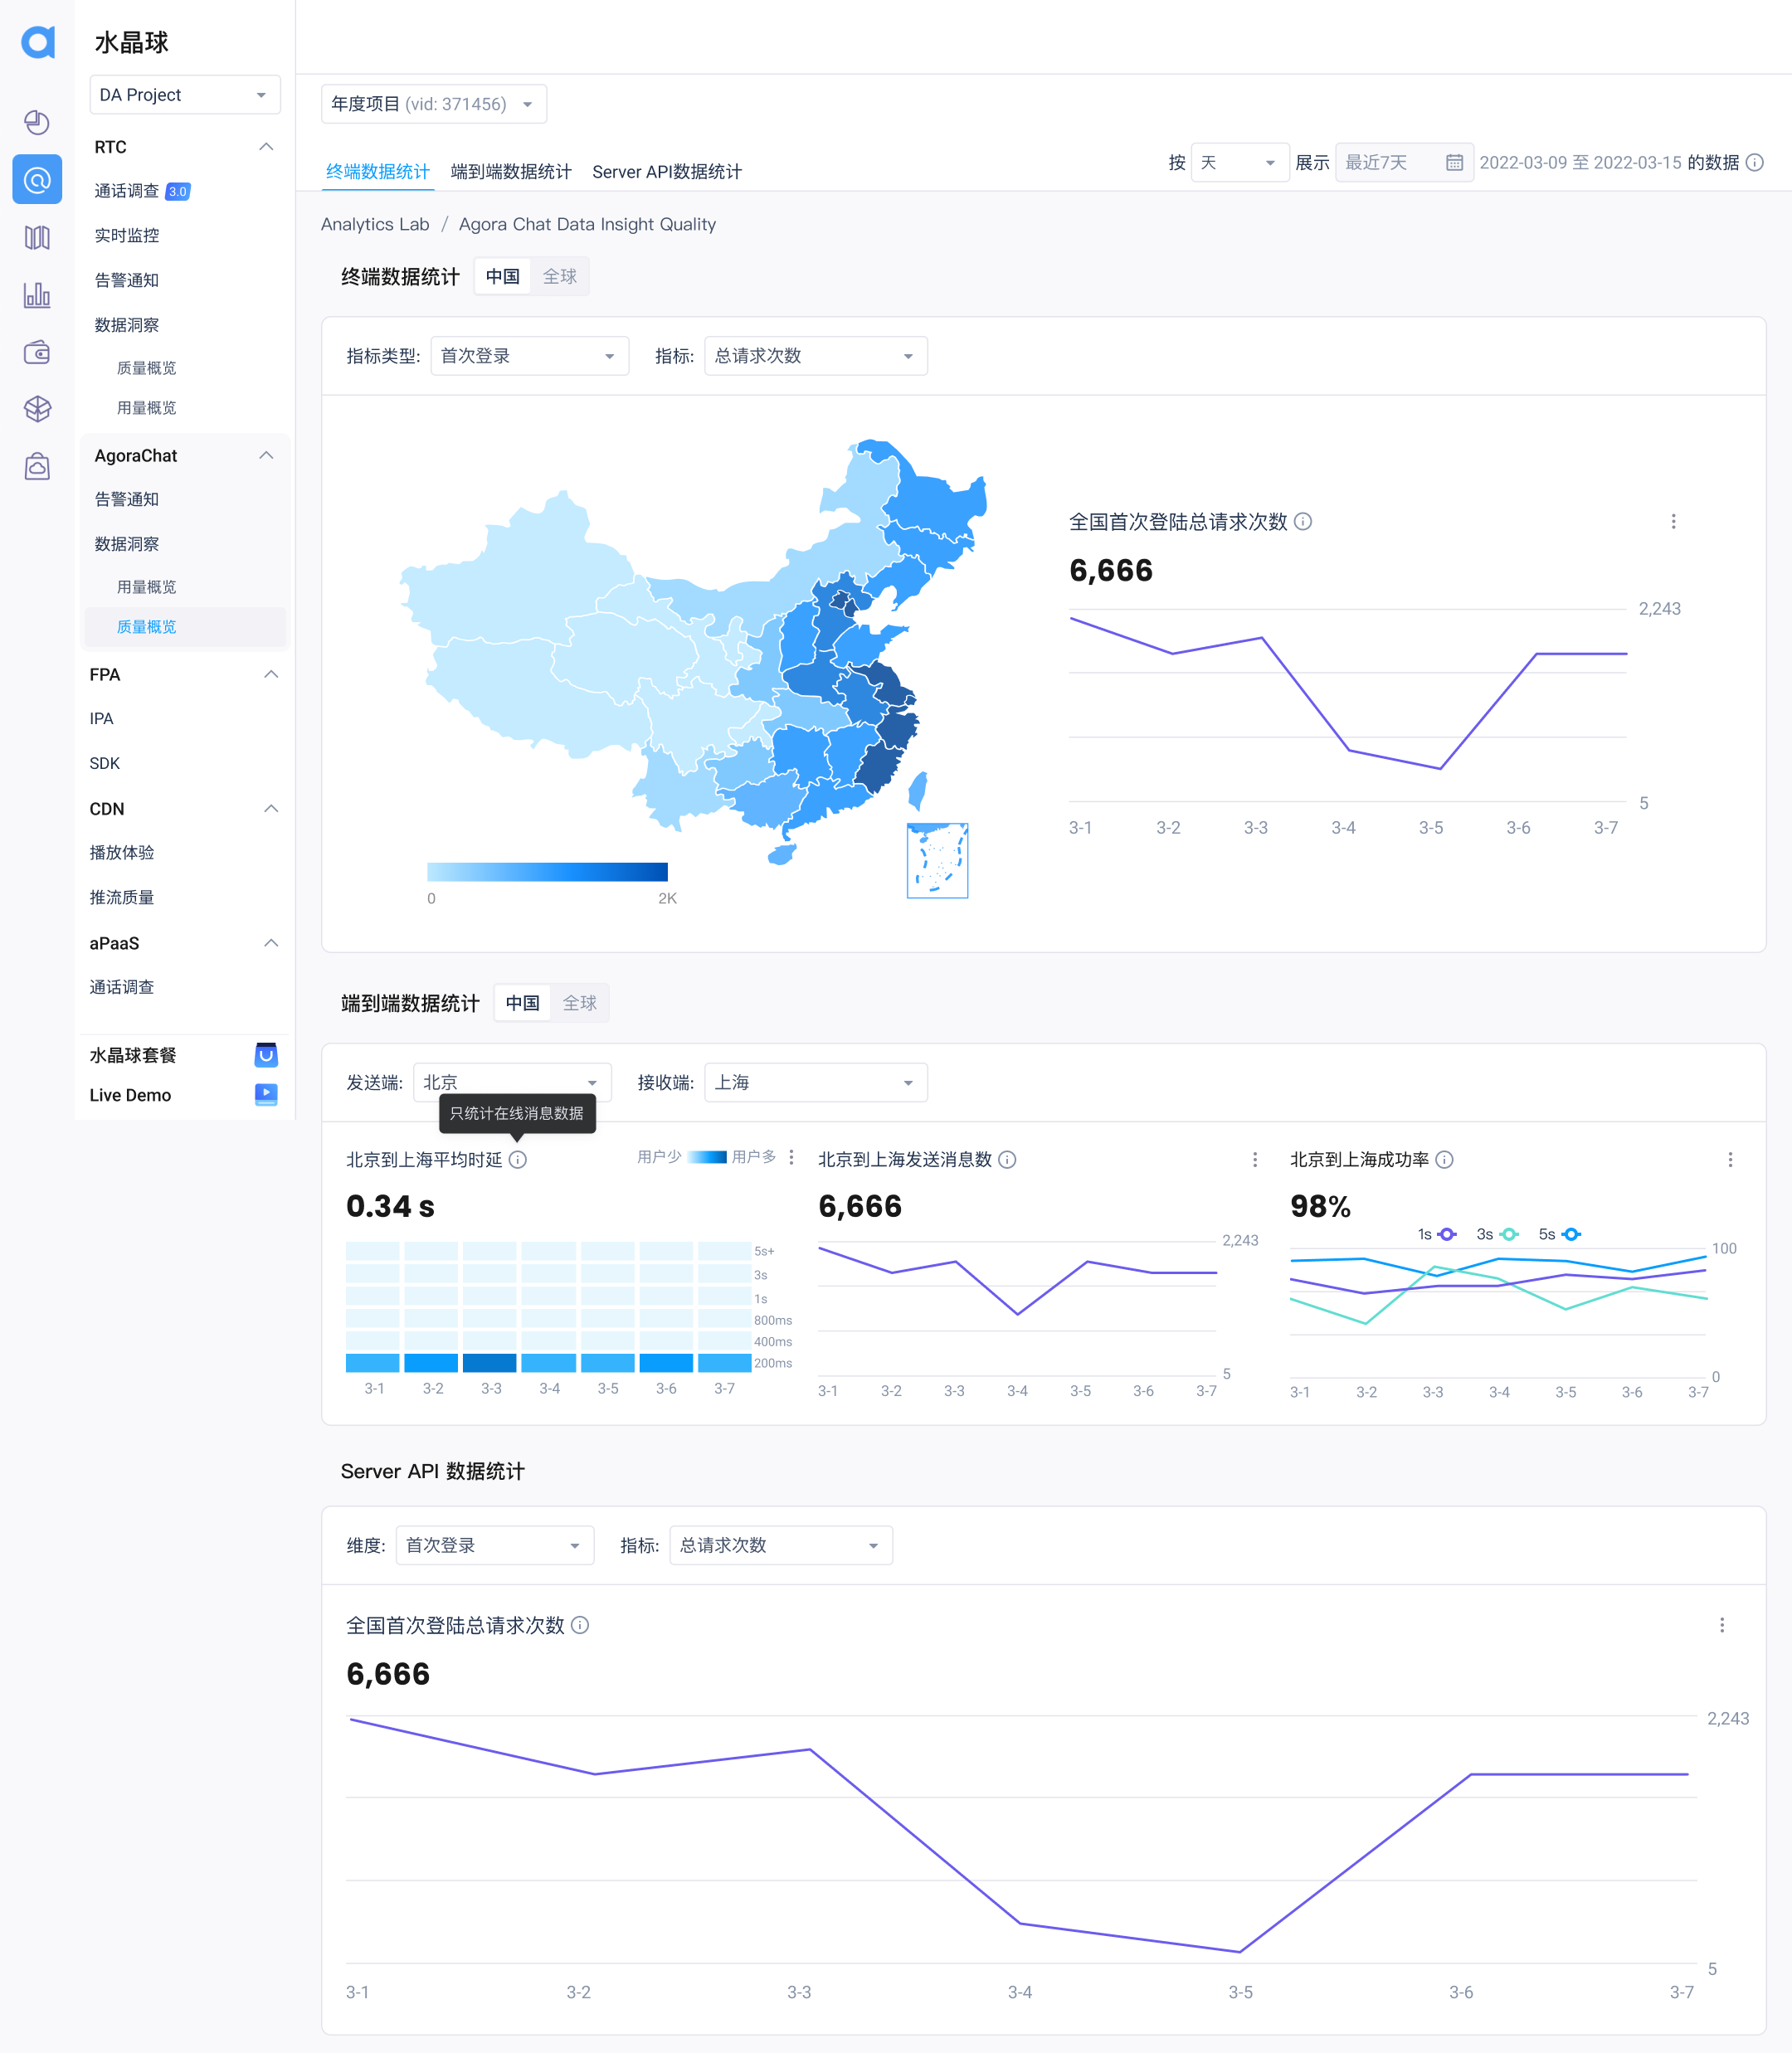 水晶球
DA Project
RTC
通话调查 3.0
实时监控
告警通知
数据洞察
质量概览
用量概览
AgoraChat
告警通知
数据洞察
用量概览
质量概览
FPA
IPA
SDK
CDN
播放体验
推流质量
aPaaS
通话调查
水晶球套餐
Live Demo
年度项目 (vid: 371456)
终端数据统计 端到端数据统计 Server API数据统计
按 天 展示 最近7天 2022-03-09 至 2022-03-15 的数据
Analytics Lab / Agora Chat Data Insight Quality
终端数据统计 中国 全球
指标类型: 首次登录 指标: 总请求次数
0 2K
全国首次登陆总请求次数
6,666
2,243
5
3-1 3-2 3-3 3-4 3-5 3-6 3-7
端到端数据统计 中国 全球
发送端: 北京 接收端: 上海
只统计在线消息数据
北京到上海平均时延
用户少 用户多
0.34 s
5s+
3s
1s
800ms
400ms
200ms
3-1 3-2 3-3 3-4 3-5 3-6 3-7
北京到上海发送消息数
6,666
2,243
5
3-1 3-2 3-3 3-4 3-5 3-6 3-7
北京到上海成功率
98%
1s 3s 5s
100
0
3-1 3-2 3-3 3-4 3-5 3-6 3-7
Server API 数据统计
维度: 首次登录 指标: 总请求次数
全国首次登陆总请求次数
6,666
2,243
5
3-1 3-2 3-3 3-4 3-5 3-6 3-7